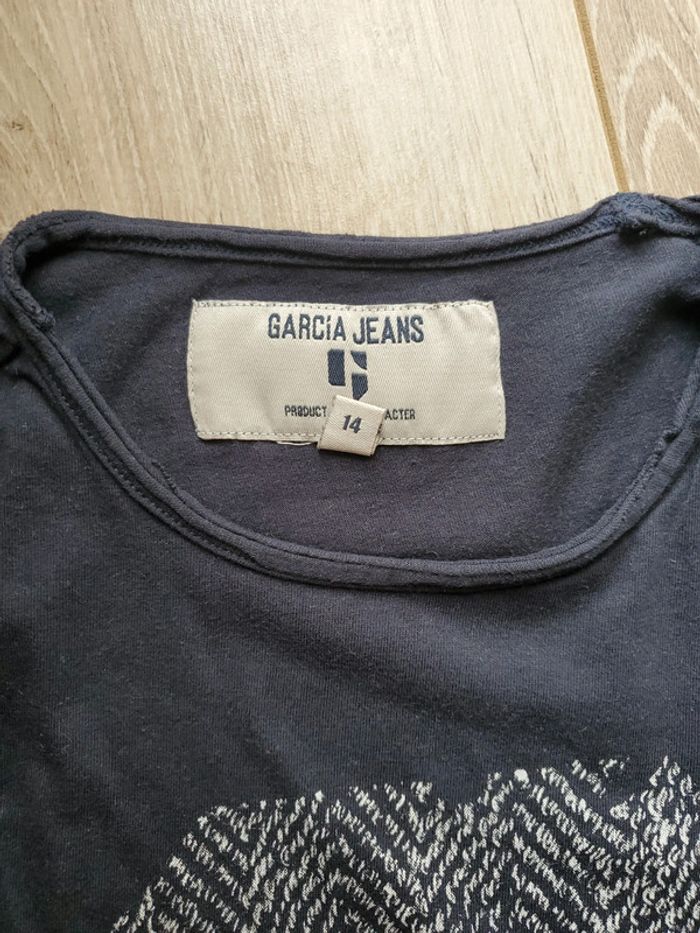 GARCIA JEANS
G
PRODUCT ACTER
14